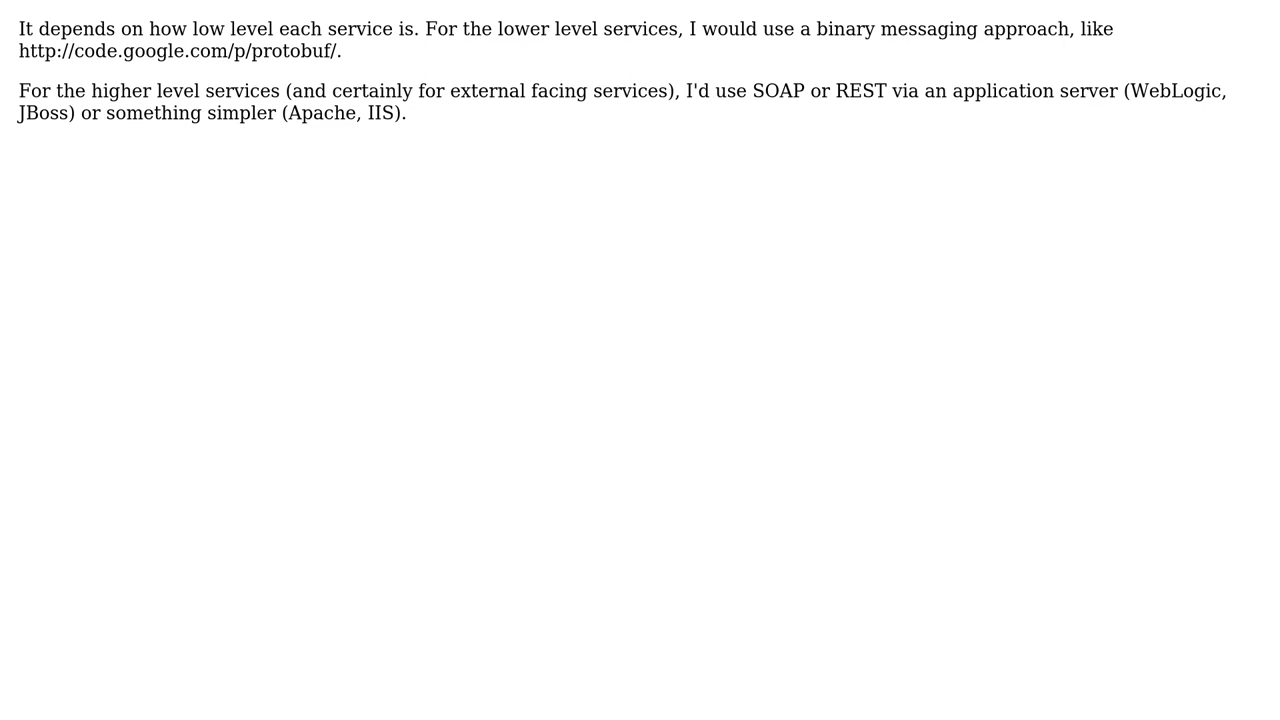 It depends on how low level each service is. For the lower level services, I would use a binary messaging approach, like
http://code.google.com/p/protobuf/.
For the higher level services (and certainly for external facing services), I'd use SOAP or REST via an application server (WebLogic,
JBoss) or something simpler (Apache, IIS).